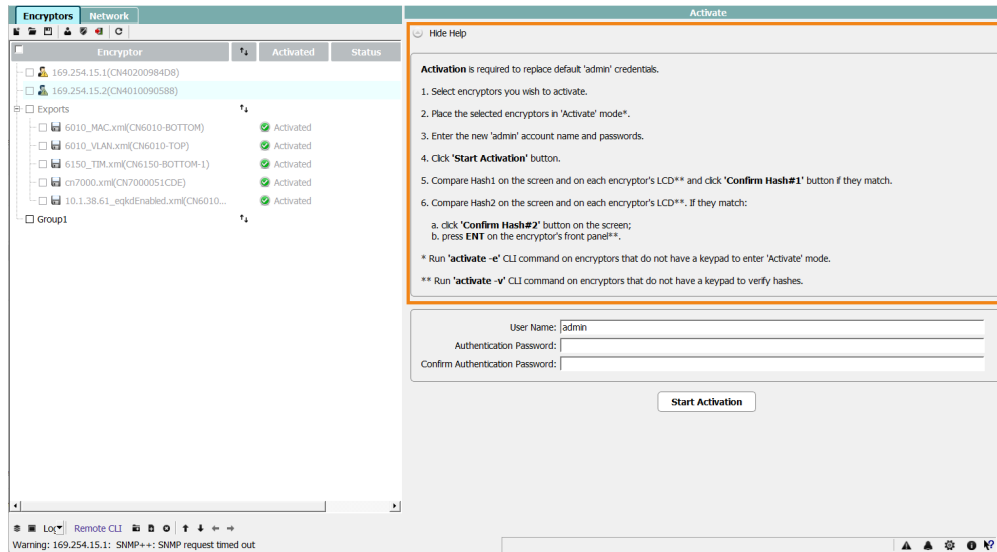 Encryptors Network
Encryptor Activated Status
169.254.15.1(CN40200984D8)
169.254.15.2(CN4010090588)
Exports
6010_MAC.xml(CN6010-BOTTOM) Activated
6010_VLAN.xml(CN6010-TOP) Activated
6150_TIM.xml(CN6150-BOTTOM-1) Activated
cn7000.xml(CN7000051CDE) Activated
10.1.38.61_eqkdEnabled.xml(CN6010... Activated
Group1
Remote CLI
Warning: 169.254.15.1: SNMP++: SNMP request timed out
Activate
Hide Help
Activation is required to replace default 'admin' credentials.
1. Select encryptors you wish to activate.
2. Place the selected encryptors in 'Activate' mode*.
3. Enter the new 'admin' account name and passwords.
4. Click 'Start Activation' button.
5. Compare Hash1 on the screen and on each encryptor's LCD** and click 'Confirm Hash#1' button if they match.
6. Compare Hash2 on the screen and on each encryptor's LCD**. If they match:
a. click 'Confirm Hash#2' button on the screen;
b. press ENT on the encryptor's front panel**.
* Run 'activate -e' CLI command on encryptors that do not have a keypad to enter 'Activate' mode.
** Run 'activate -v' CLI command on encryptors that do not have a keypad to verify hashes.
User Name: admin
Authentication Password:
Confirm Authentication Password:
Start Activation